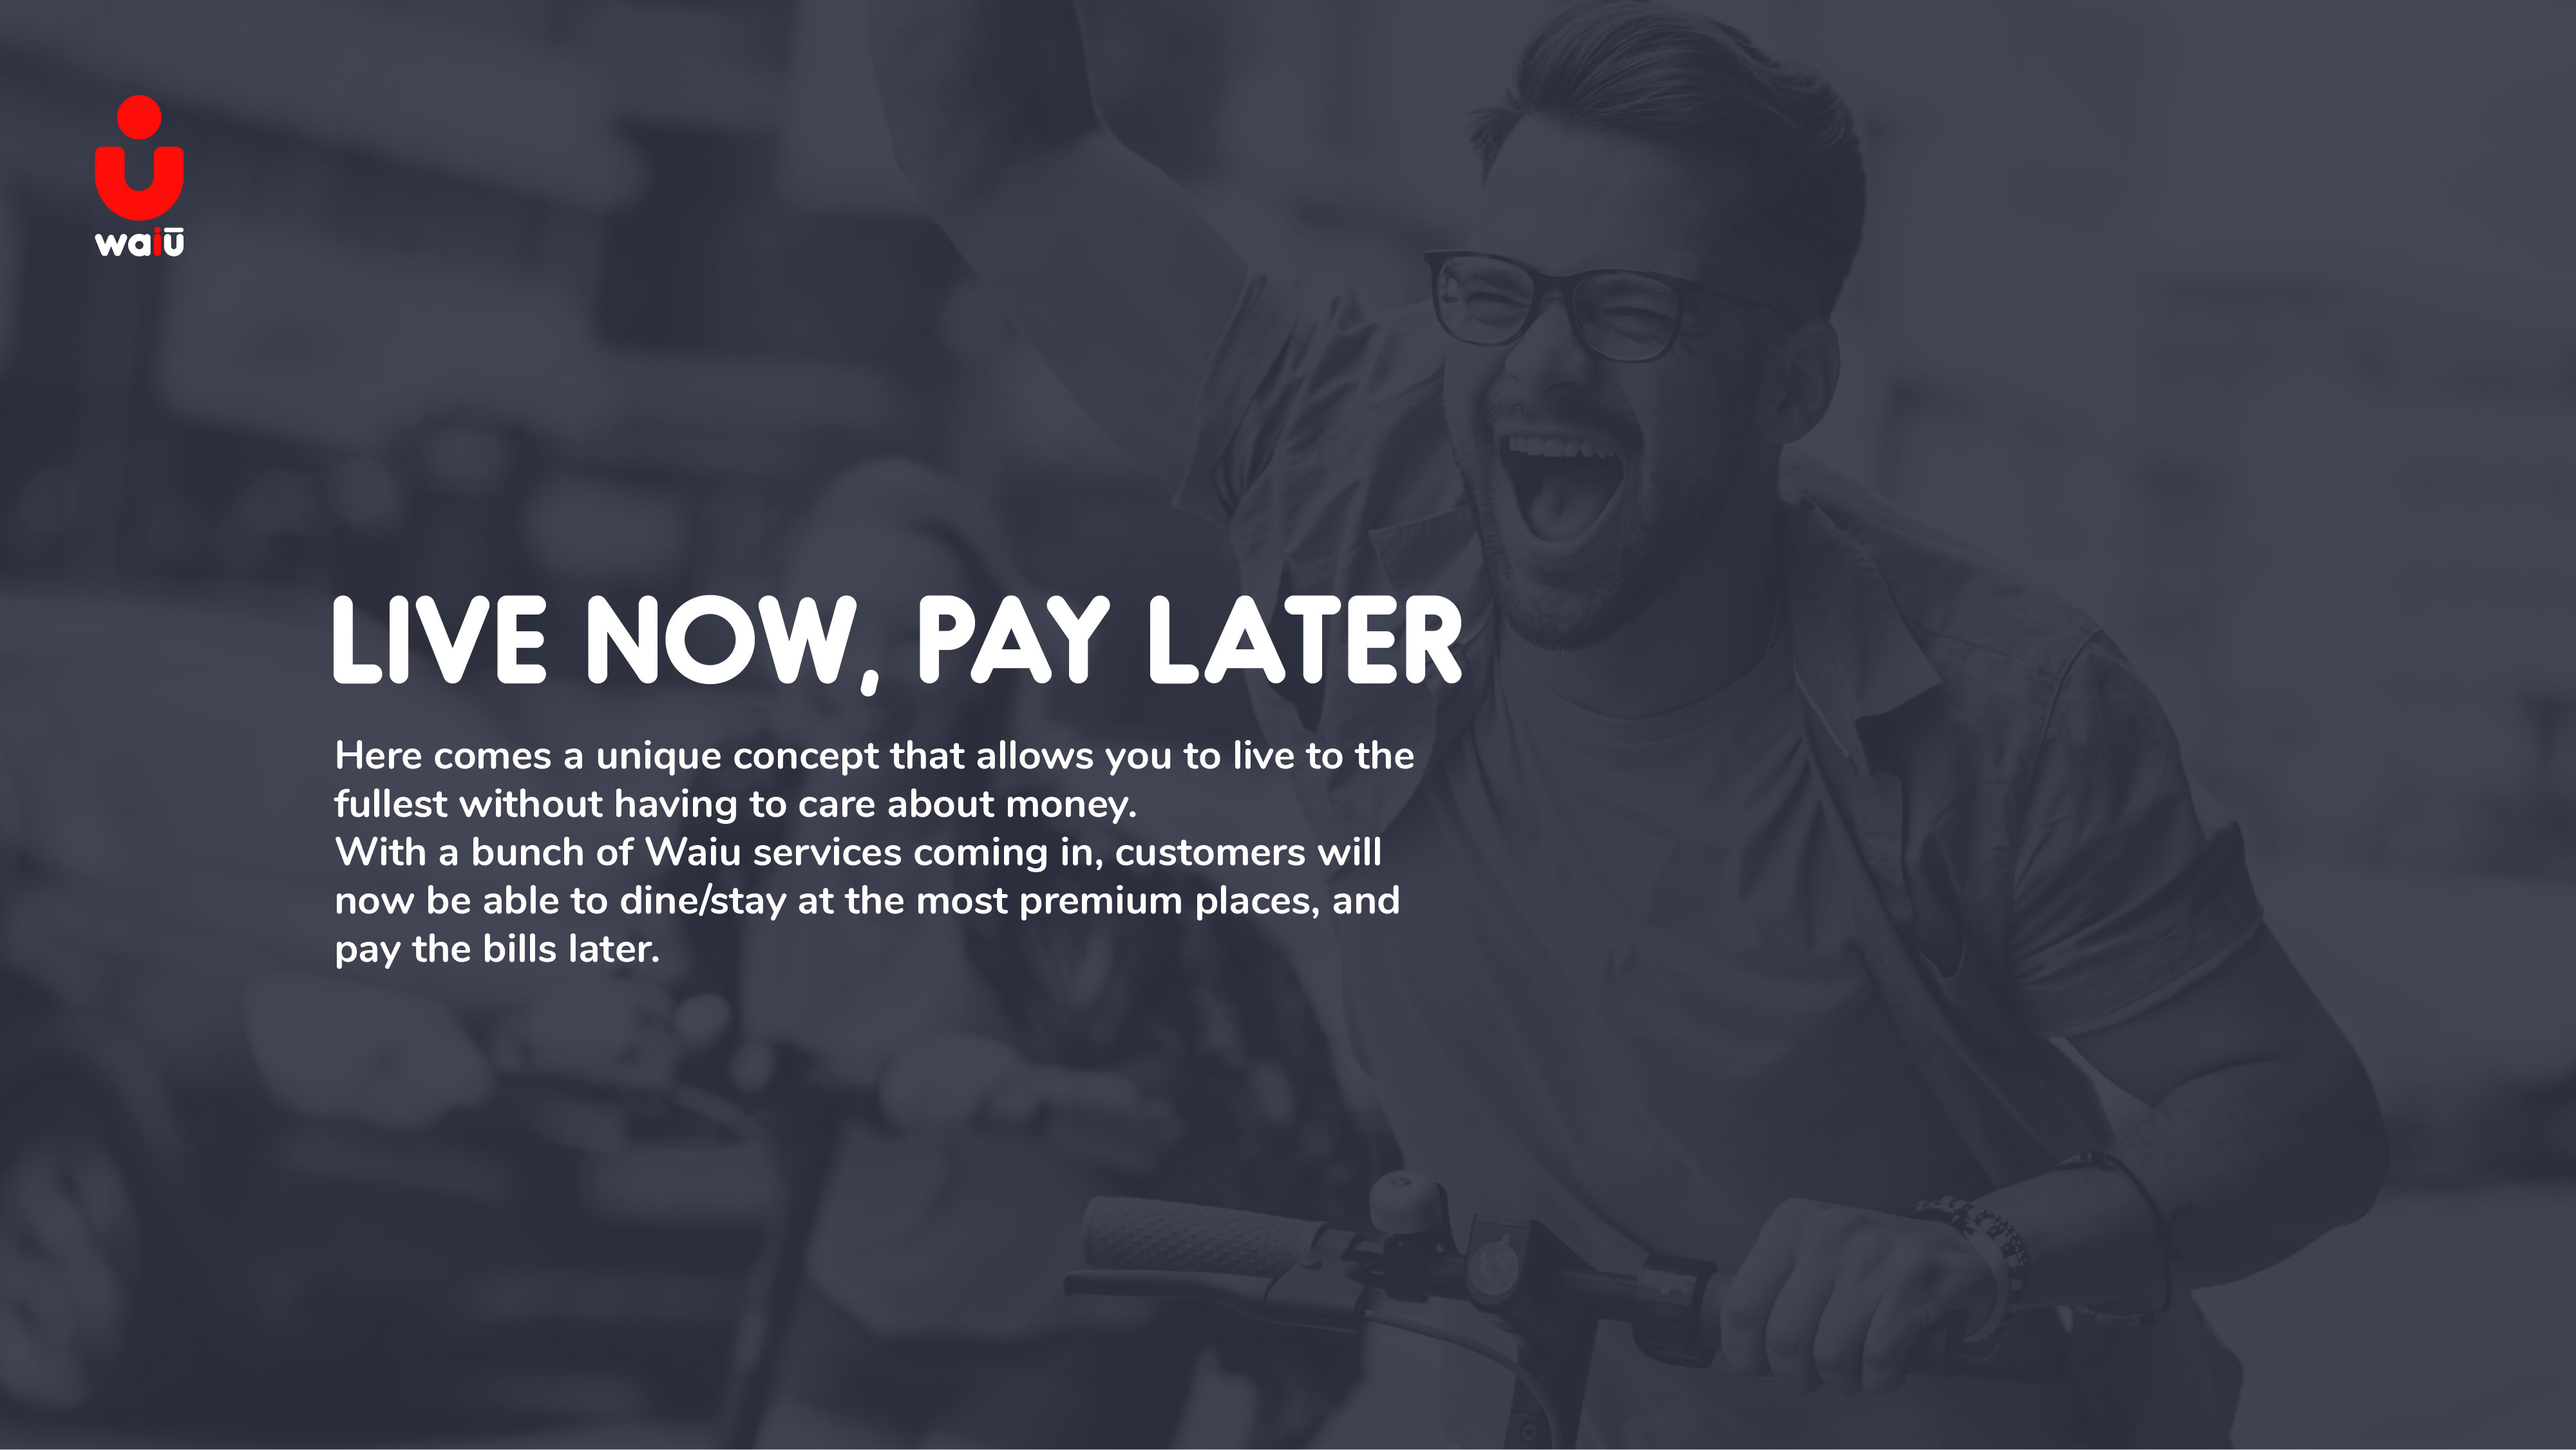 waiū
LIVE NOW, PAY LATER
Here comes a unique concept that allows you to live to the
fullest without having to care about money.
With a bunch of Waiu services coming in, customers will
now be able to dine/stay at the most premium places, and
pay the bills later.